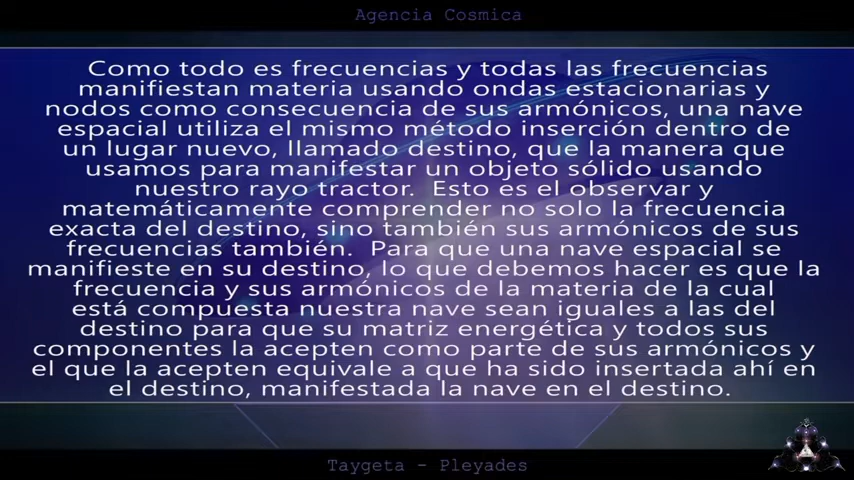 Agencia Cosmica
Como todo es frecuencias y todas las frecuencias
manifiestan materia usando ondas estacionarias y
nodos como consecuencia de sus armónicos, una nave
espacial utiliza el mismo método inserción dentro de
un lugar nuevo, llamado destino, que la manera que
usamos para manifestar un objeto sólido usando
nuestro rayo tractor.  Esto es el observar y
matemáticamente comprender no solo la frecuencia
exacta del destino, sino también sus armónicos de sus
frecuencias también.  Para que una nave espacial se
manifieste en su destino, lo que debemos hacer es que la
frecuencia y sus armónicos de la materia de la cual
está compuesta nuestra nave sean iguales a las del
destino para que su matriz energética y todos sus
componentes la acepten como parte de sus armónicos y
el que la acepten equivale a que ha sido insertada ahí en
el destino, manifestada la nave en el destino.
Taygeta - Pleyades